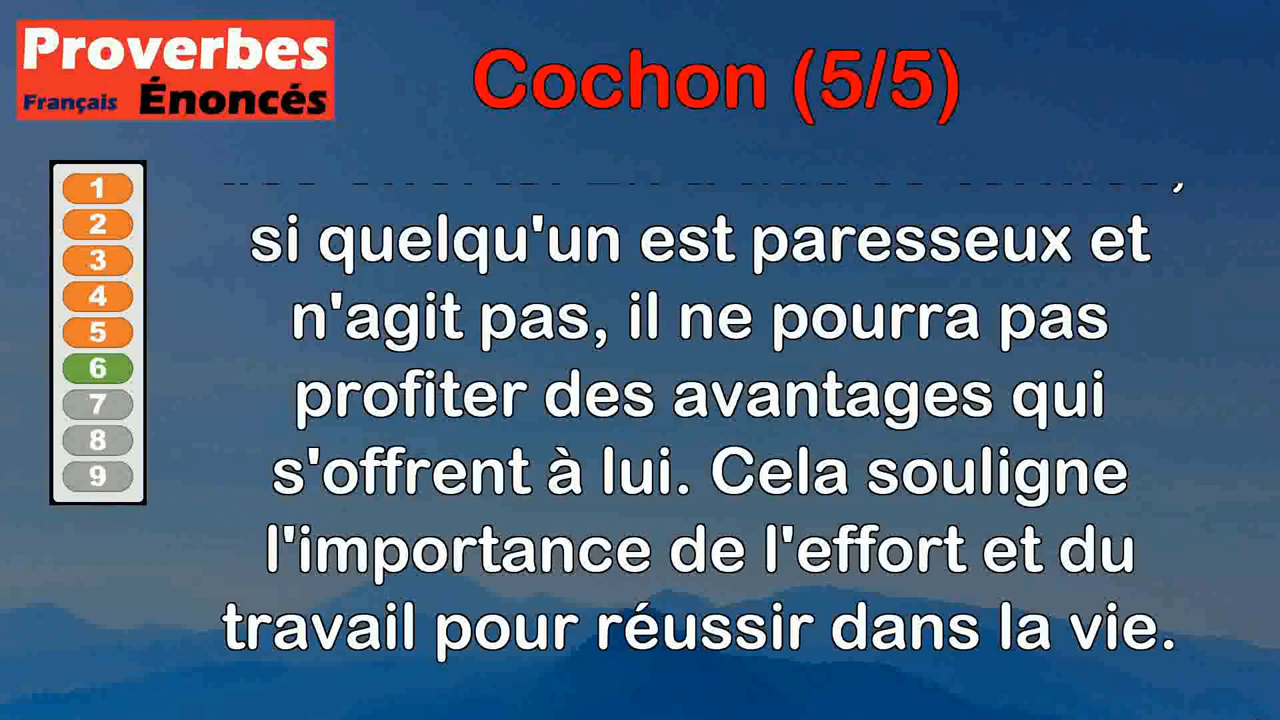 Proverbes
Français Énoncés
Cochon (5/5)
1
2
3
4
5
6
7
8
9
si quelqu'un est paresseux et
n'agit pas, il ne pourra pas
profiter des avantages qui
s'offrent à lui. Cela souligne
l'importance de l'effort et du
travail pour réussir dans la vie.